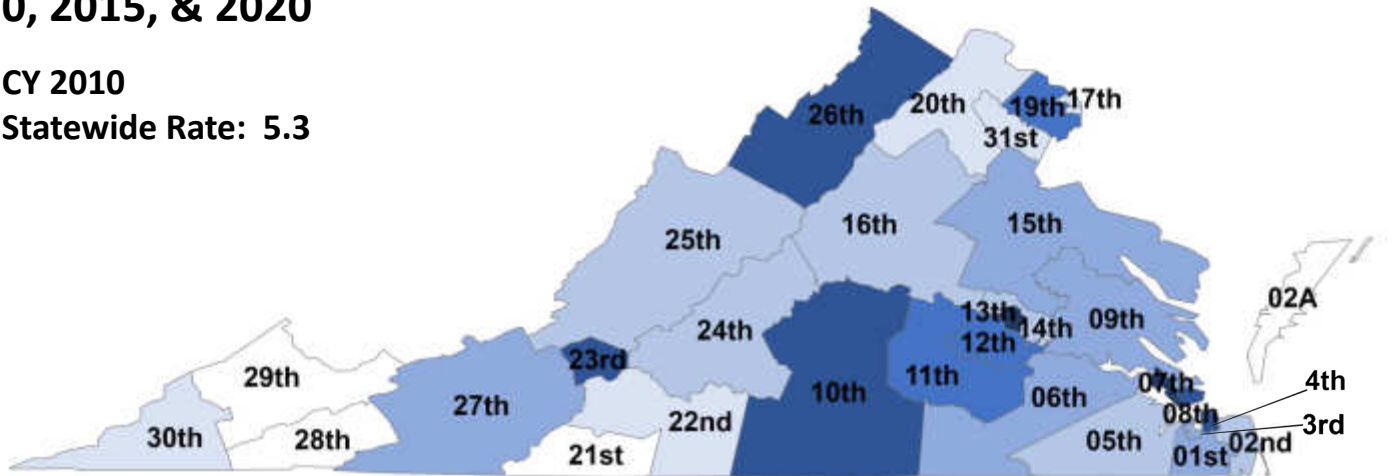 0, 2015, & 2020
CY 2010
Statewide Rate: 5.3
26th
20th
19th
17th
31st
25th
16th
15th
02A
24th
13th
14th
09th
12th
29th
23rd
11th
10th
07th
4th
27th
06th
08th
3rd
30th
28th
22nd
05th
02nd
21st
01st